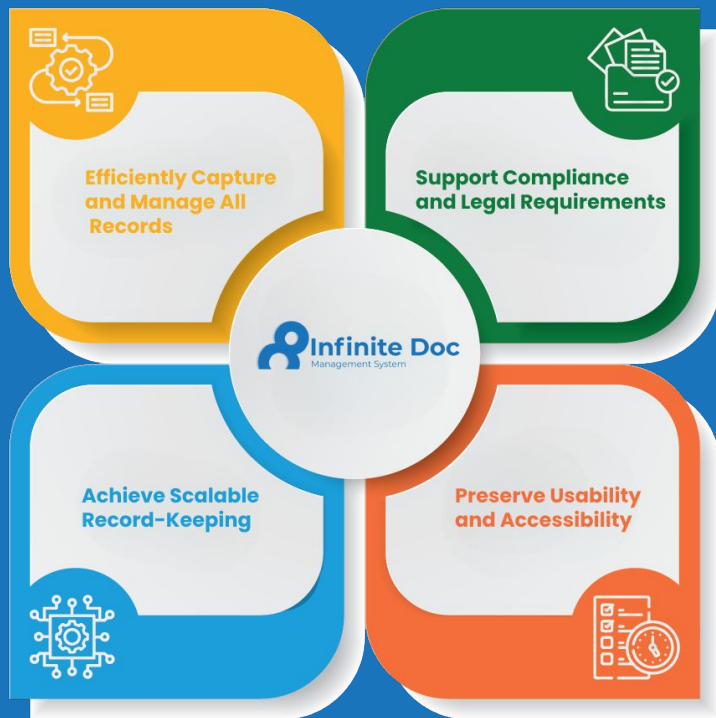 Efficiently Capture
and Manage All
Records
Support Compliance
and Legal Requirements
Infinite Doc
Management System
Achieve Scalable
Record-Keeping
Preserve Usability
and Accessibility